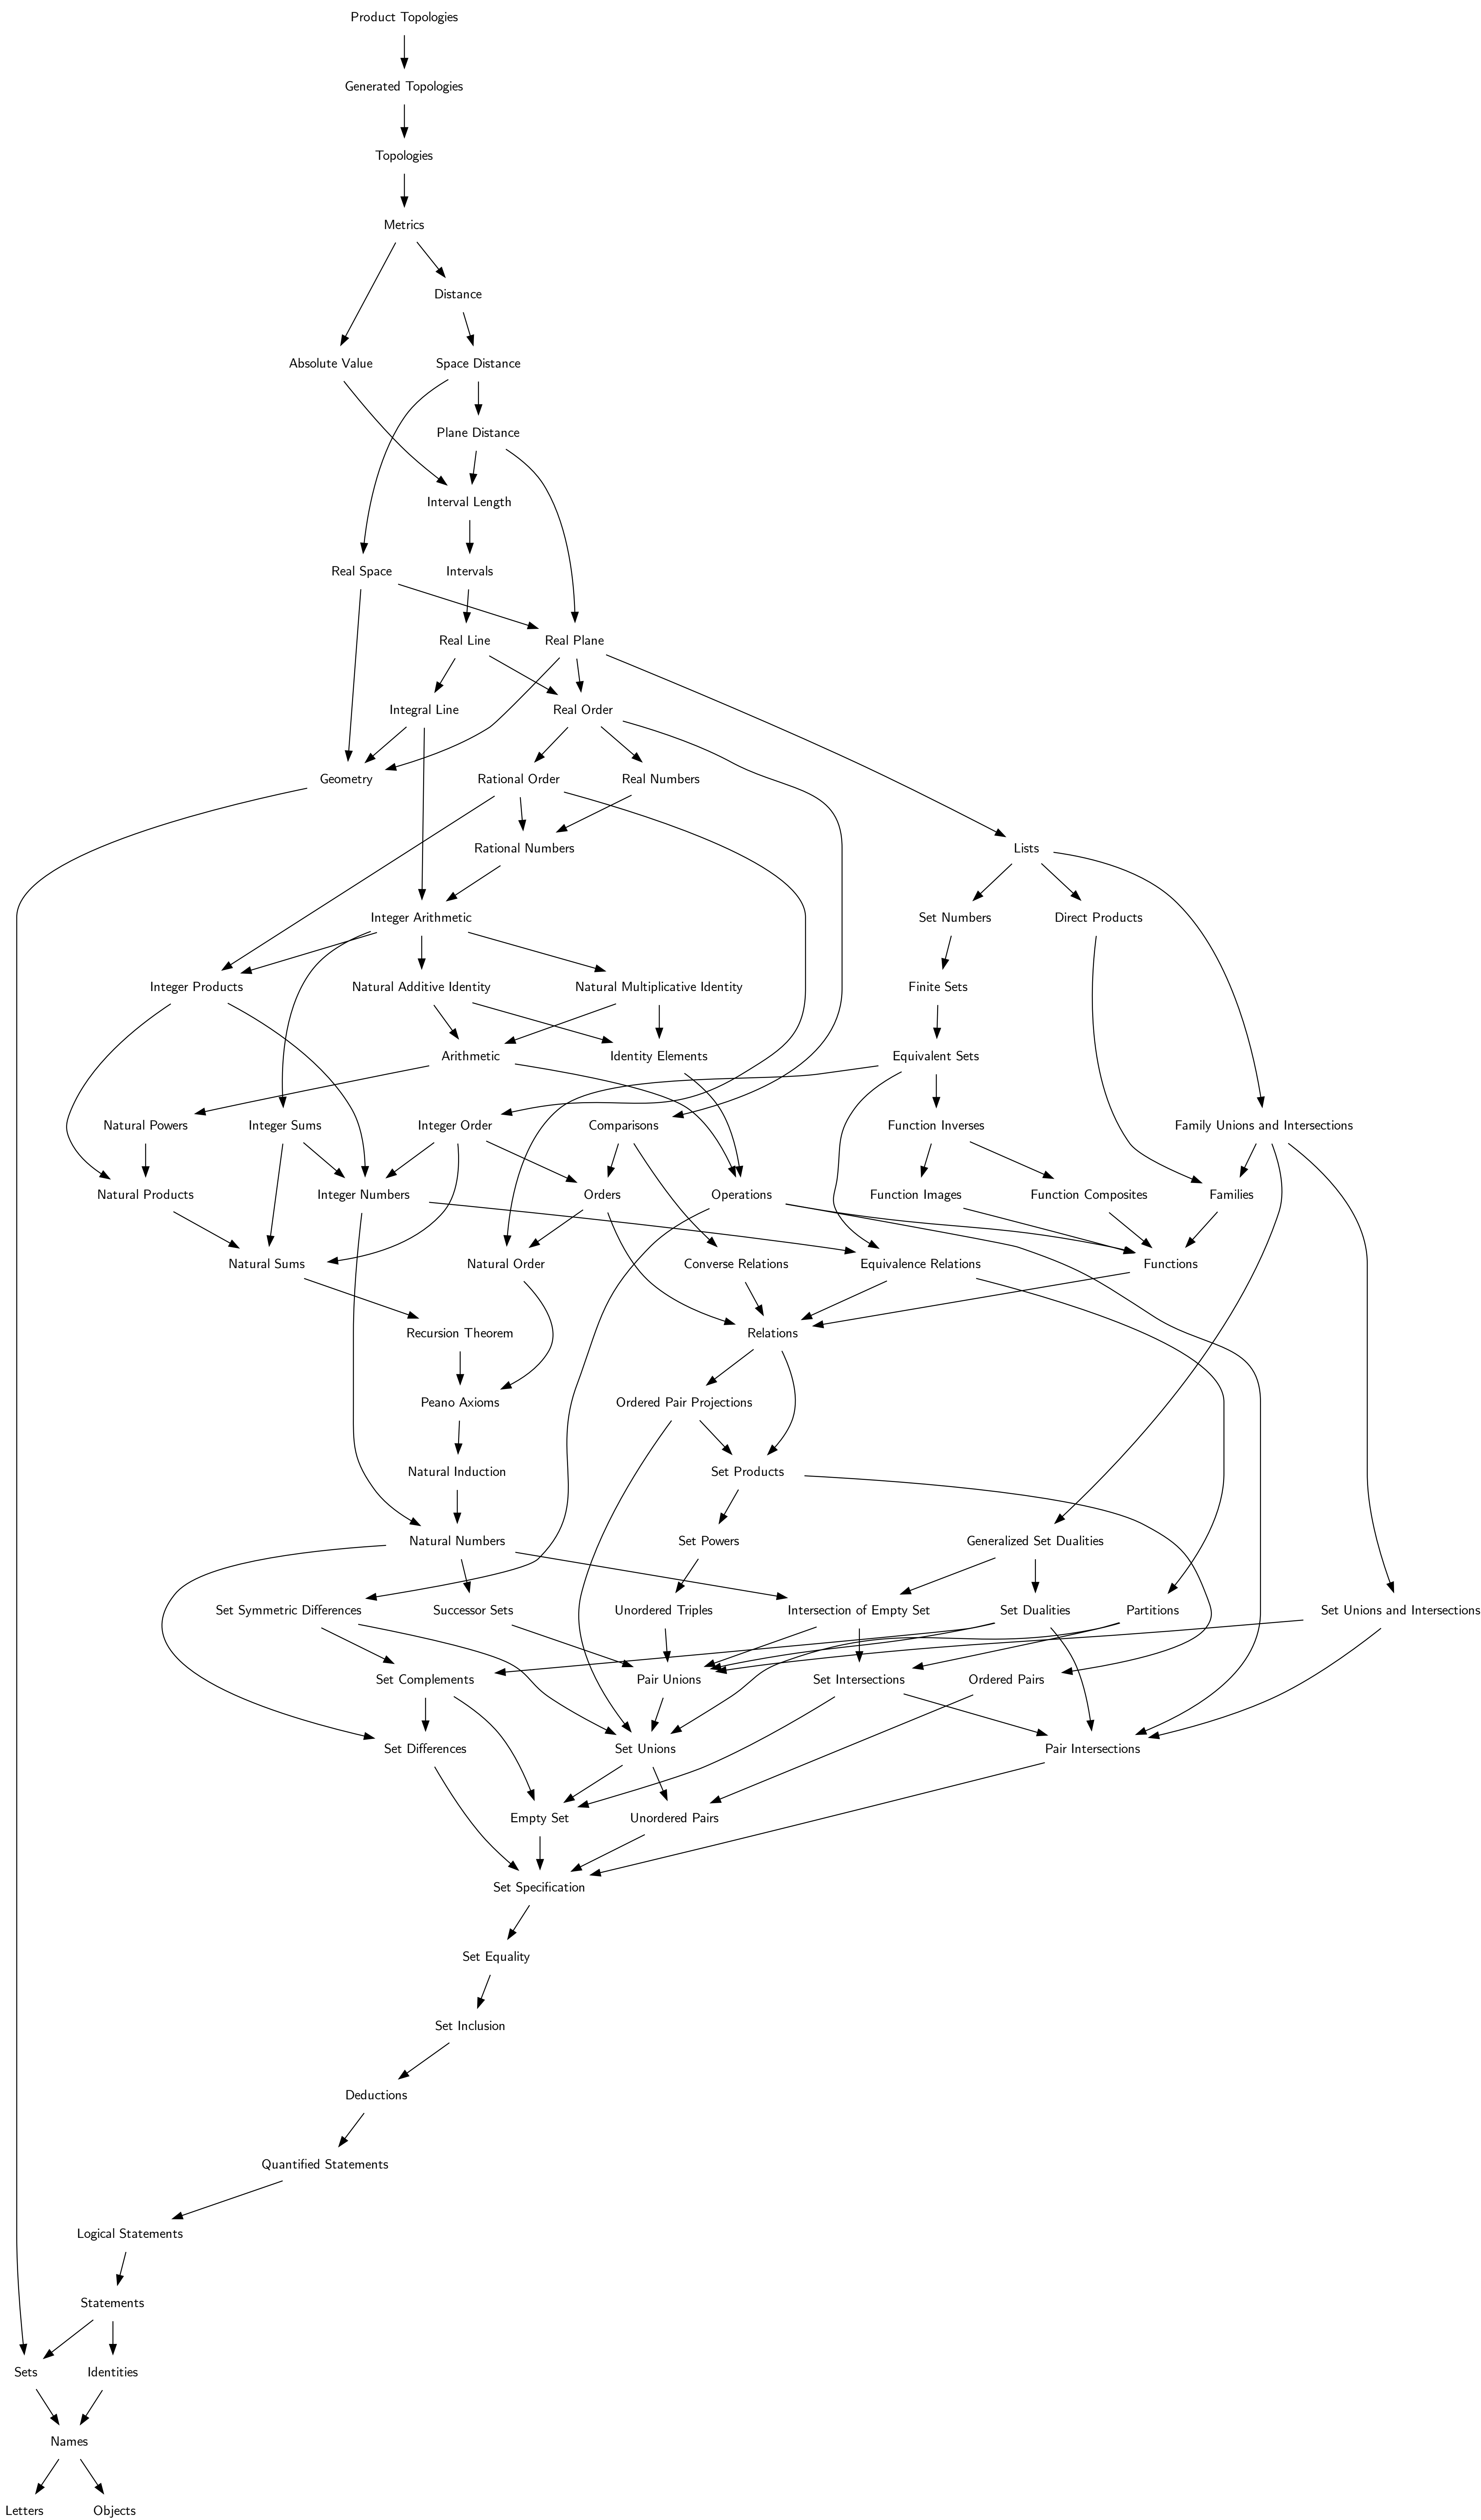 Product Topologies
Generated Topologies
Topologies
Metrics
Distance
Absolute Value
Space Distance
Plane Distance
Interval Length
Real Space
Intervals
Real Line
Real Plane
Integral Line
Real Order
Geometry
Rational Order
Real Numbers
Rational Numbers
Lists
Integer Arithmetic
Set Numbers
Direct Products
Integer Products
Natural Additive Identity
Natural Multiplicative Identity
Finite Sets
Arithmetic
Identity Elements
Equivalent Sets
Natural Powers
Integer Sums
Integer Order
Comparisons
Function Inverses
Family Unions and Intersections
Natural Products
Integer Numbers
Orders
Operations
Function Images
Function Composites
Families
Natural Sums
Natural Order
Converse Relations
Equivalence Relations
Functions
Recursion Theorem
Relations
Peano Axioms
Ordered Pair Projections
Natural Induction
Set Products
Natural Numbers
Set Powers
Generalized Set Dualities
Set Symmetric Differences
Successor Sets
Unordered Triples
Intersection of Empty Set
Set Dualities
Partitions
Set Unions and Intersections
Set Complements
Pair Unions
Set Intersections
Ordered Pairs
Set Differences
Set Unions
Pair Intersections
Empty Set
Unordered Pairs
Set Specification
Set Equality
Set Inclusion
Deductions
Quantified Statements
Logical Statements
Statements
Sets
Identities
Names
Letters
Objects